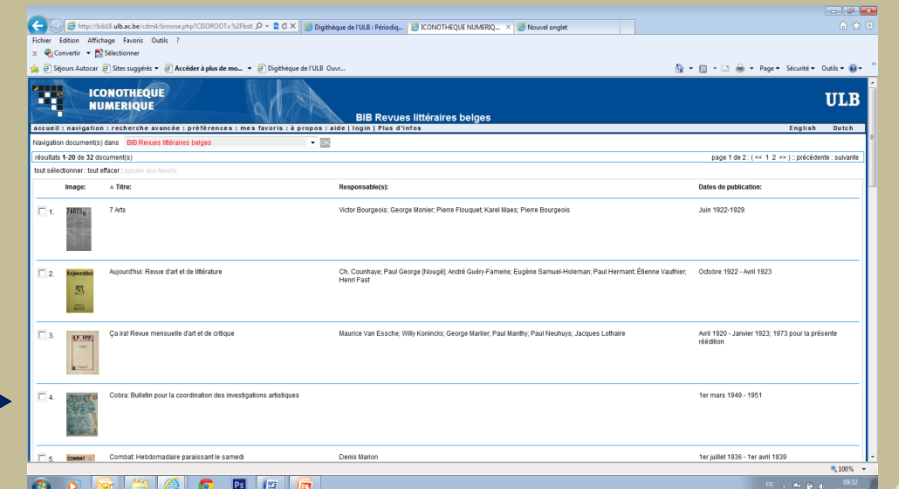 http://bib18.ulb.ac.be/cdm4/browse.php?CISOROOT=%2Fbst
Digithèque de l'ULB : Périodiq...
ICONOTHEQUE NUMERIQ...
Nouvel onglet
Fichier Edition Affichage Favoris Outils ?
x Convertir Sélectionner
Séjours Autocar Sites suggérés Accéder à plus de mo... Digithèque de l'ULB Ouvr...
Page Sécurité Outils
ICONOTHEQUE
NUMERIQUE
ULB
BIB Revues littéraires belges
accueil : navigation : recherche avancée : préférences : mes favoris : à propos : aide | login | Plus d'infos
English Dutch
Navigation document(s) dans BIB Revues littéraires belges OK
résultats 1-20 de 32 document(s)
page 1 de 2 : ( << 1 2 >> ) :: précédente : suivante
tout sélectionner : tout effacer : ajouter aux favoris
Image: Titre: Responsable(s): Dates de publication:
1. 7 Arts Victor Bourgeois; George Monier; Pierre Flouquet; Karel Maes; Pierre Bourgeois Juin 1922-1929
2. Aujourd'hui: Revue d'art et de littérature Ch. Counhaye; Paul George [Nougé]; André Guéry-Famerie; Eugène Samuel-Holeman; Paul Hermant; Étienne Vauthier; Octobre 1922 - Avril 1923
Henri Fast
3. Ça ira! Revue mensuelle d'art et de critique Maurice Van Essche; Willy Koninckx; George Marlier; Paul Manthy; Paul Neuhuys; Jacques Lothaire Avril 1920 - Janvier 1923; 1973 pour la présente
réédition
4. Cobra: Bulletin pour la coordination des investigations artistiques 1er mars 1949 - 1951
5. COMBAT Combat: Hebdomadaire paraissant le samedi Denis Marion 1er juillet 1936 - 1er avril 1939
100%
Ps
FR 09:32